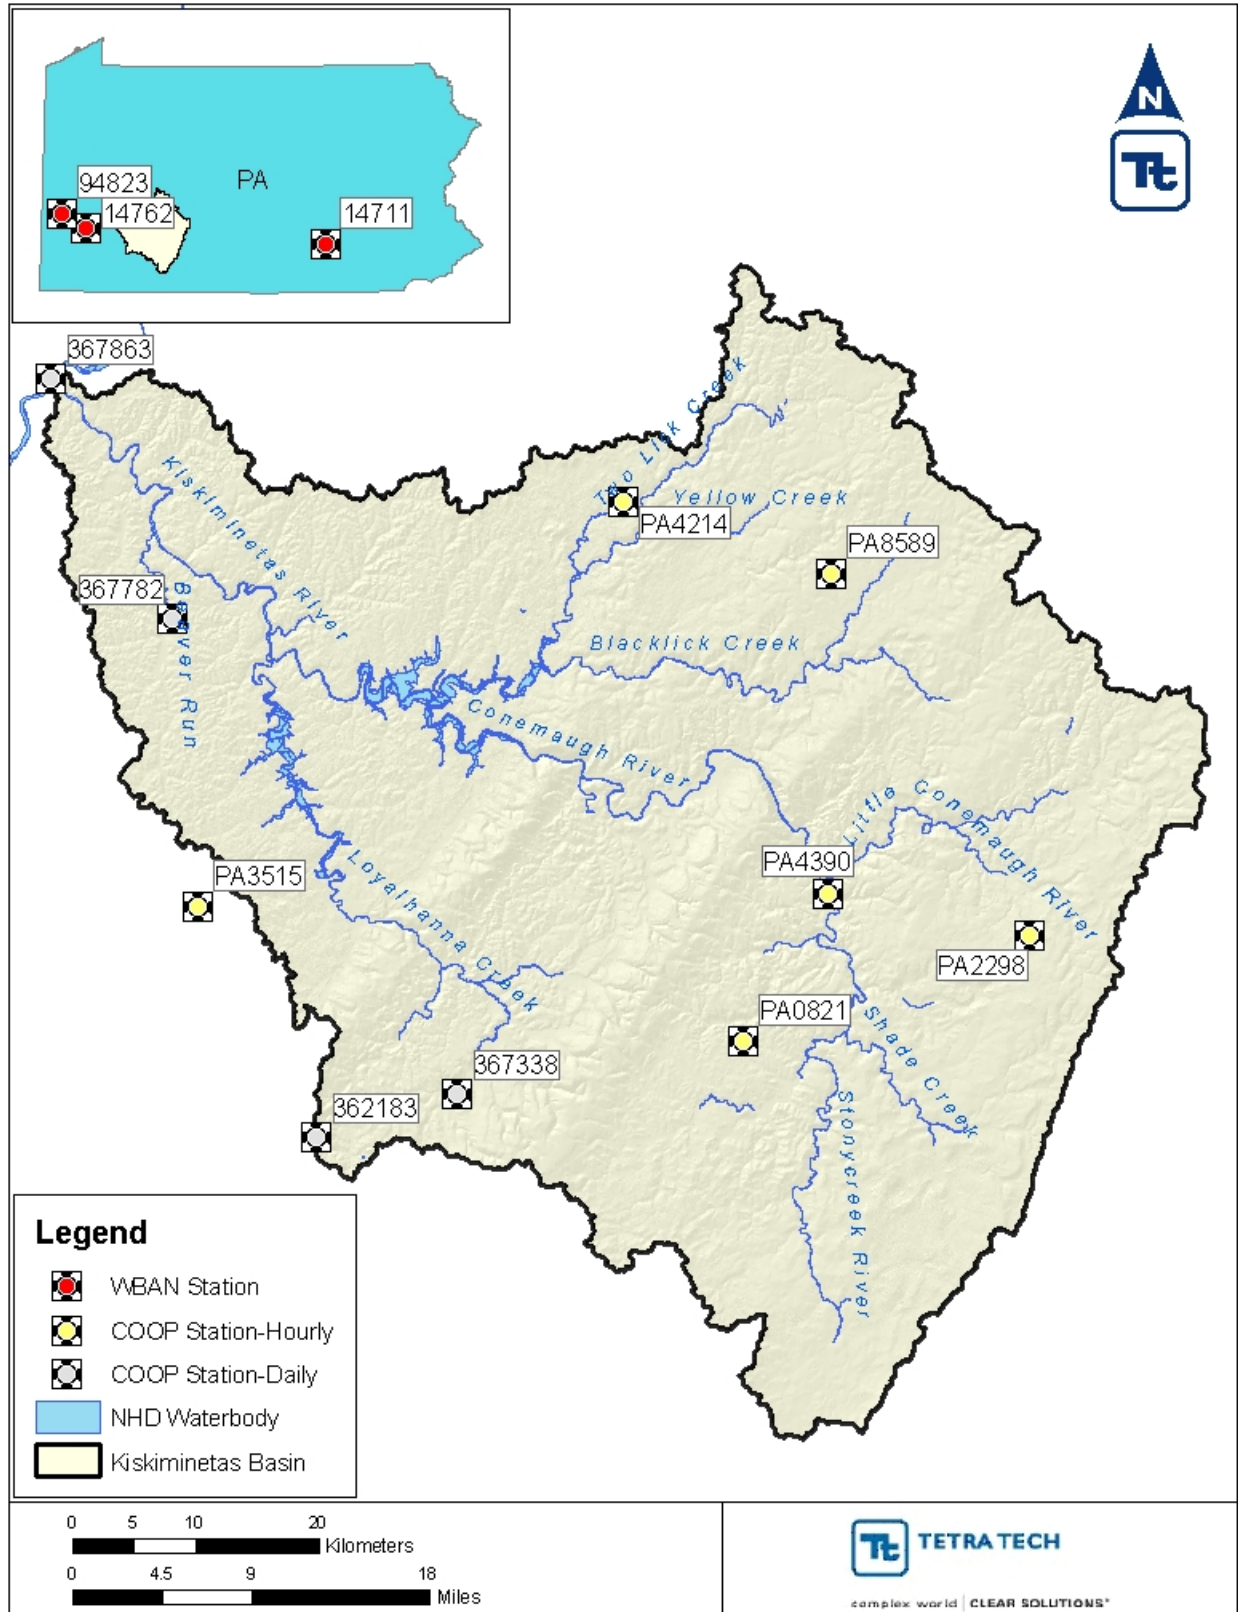 94823
PA
14762
14711
N
Tt
367863
Two Lick Creek
Kiskiminetas River
Yellow Creek
PA4214
PA8589
367782
Beaver Run
Blacklick Creek
Conemaugh River
Little Conemaugh River
PA4390
Loyalhanna Creek
PA3515
PA2298
PA0821
Shade Creek
367338
362183
Stonycreek River
Legend
WBAN Station
COOP Station-Hourly
COOP Station-Daily
NHD Waterbody
Kiskiminetas Basin
0 5 10 20
Kilometers
0 4.5 9 18
Miles
Tt TETRA TECH
complex world | CLEAR SOLUTIONS